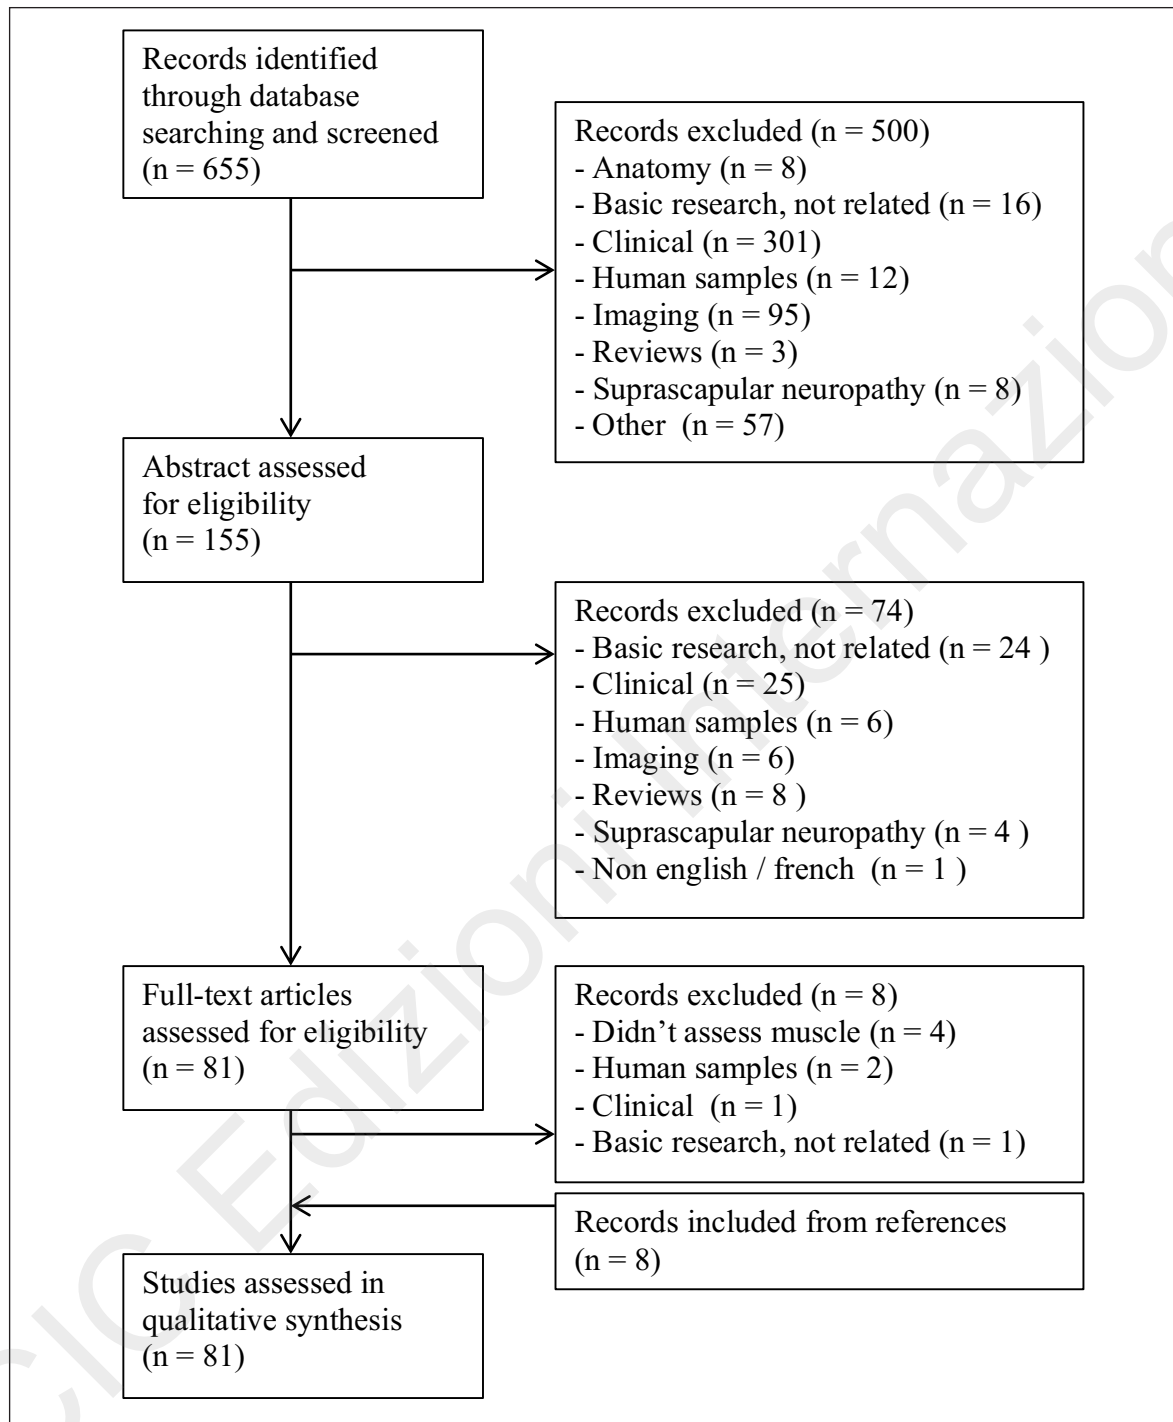 Records identified
through database
searching and screened
(n = 655)
Records excluded (n = 500)
- Anatomy (n = 8)
- Basic research, not related (n = 16)
- Clinical (n = 301)
- Human samples (n = 12)
- Imaging (n = 95)
- Reviews (n = 3)
- Suprascapular neuropathy (n = 8)
- Other (n = 57)
Abstract assessed
for eligibility
(n = 155)
Records excluded (n = 74)
- Basic research, not related (n = 24 )
- Clinical (n = 25)
- Human samples (n = 6)
- Imaging (n = 6)
- Reviews (n = 8 )
- Suprascapular neuropathy (n = 4 )
- Non english / french (n = 1 )
Full-text articles
assessed for eligibility
(n = 81)
Records excluded (n = 8)
- Didn’t assess muscle (n = 4)
- Human samples (n = 2)
- Clinical (n = 1)
- Basic research, not related (n = 1)
Records included from references
(n = 8)
Studies assessed in
qualitative synthesis
(n = 81)
CIC Edizioni Internazion